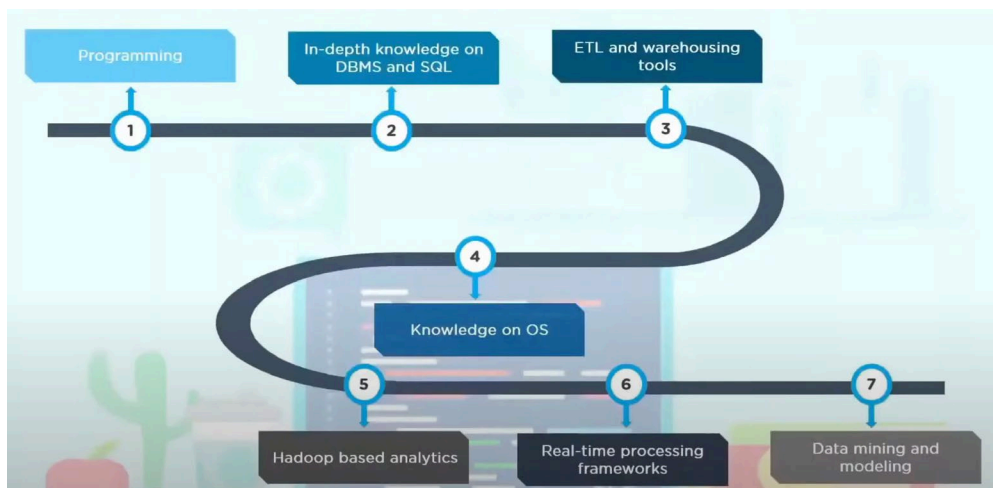 Programming
In-depth knowledge on
DBMS and SQL
ETL and warehousing
tools
1
2
3
4
Knowledge on OS
5
6
7
Hadoop based analytics
Real-time processing
frameworks
Data mining and
modeling